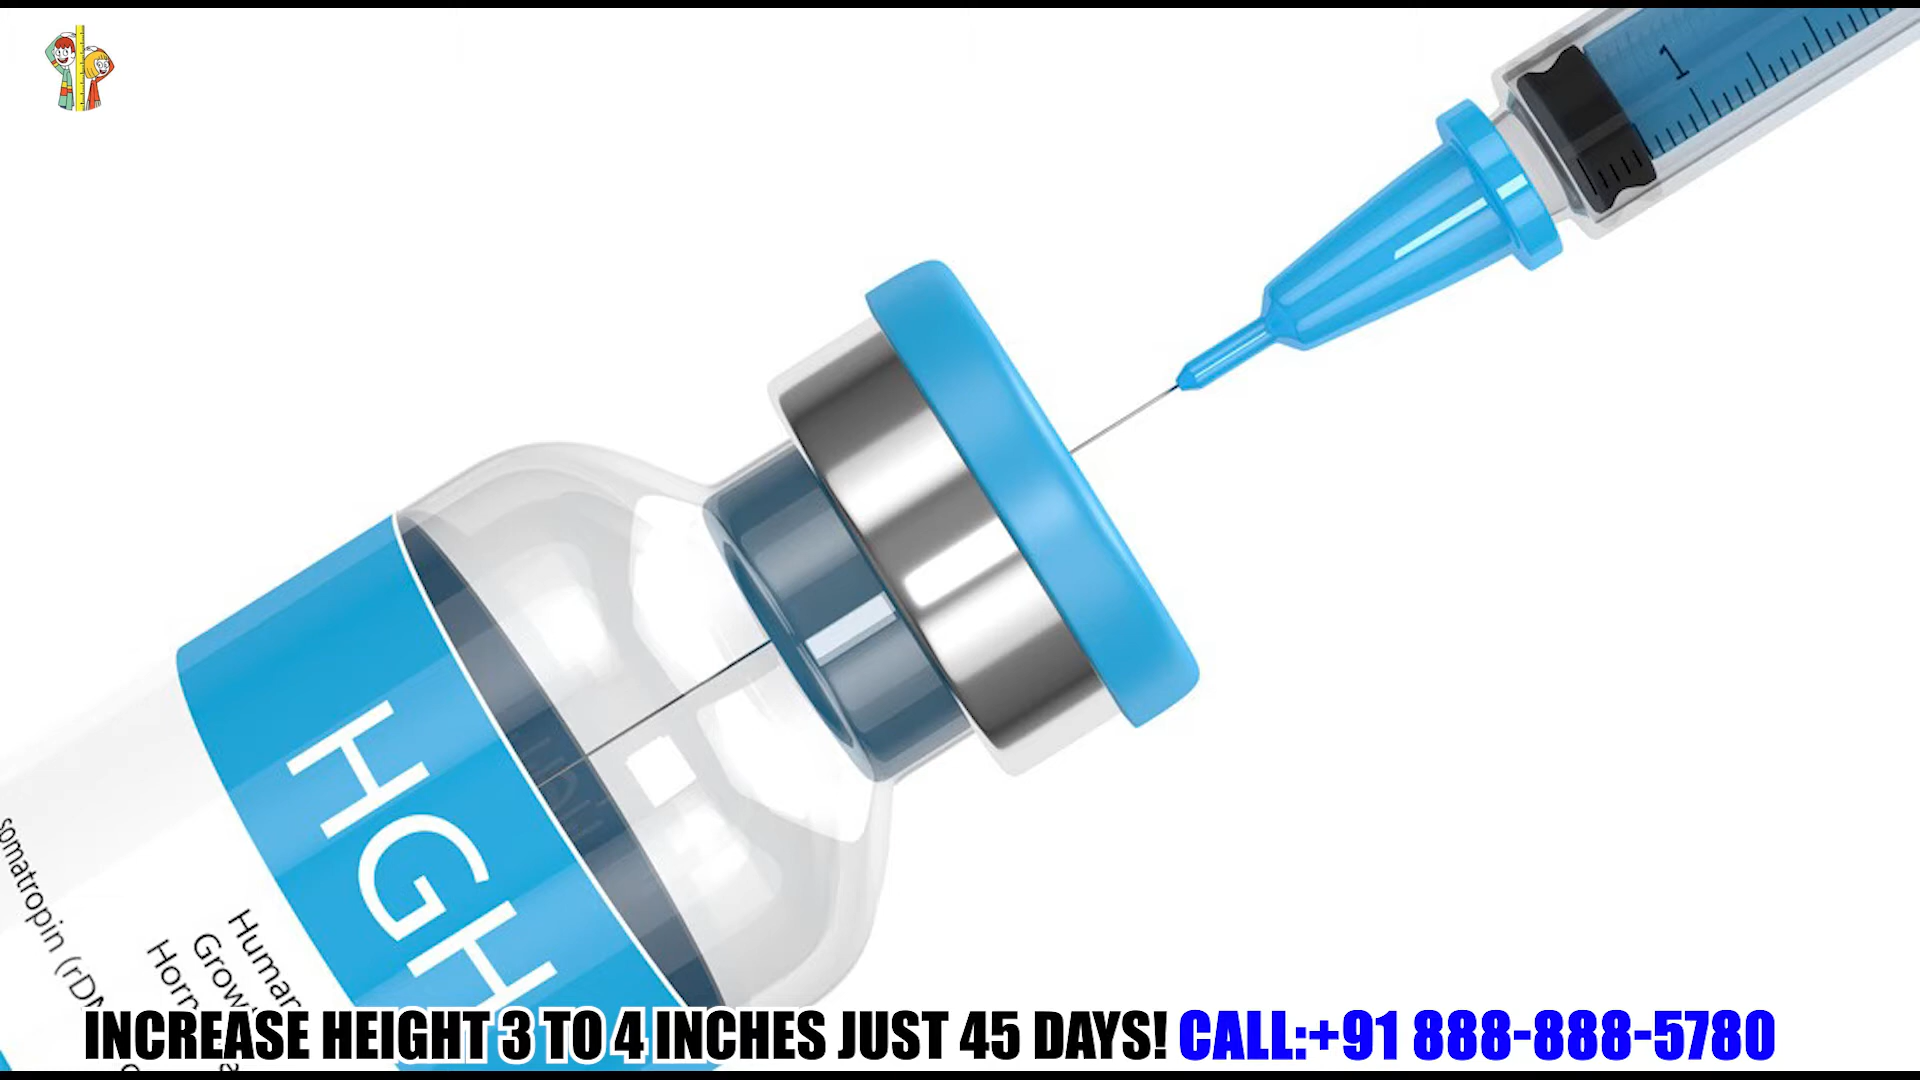 1
HGH
Human
Grow
Horm
somatropin (rDN
INCREASE HEIGHT 3 TO 4 INCHES JUST 45 DAYS! CALL:+91 888-888-5780